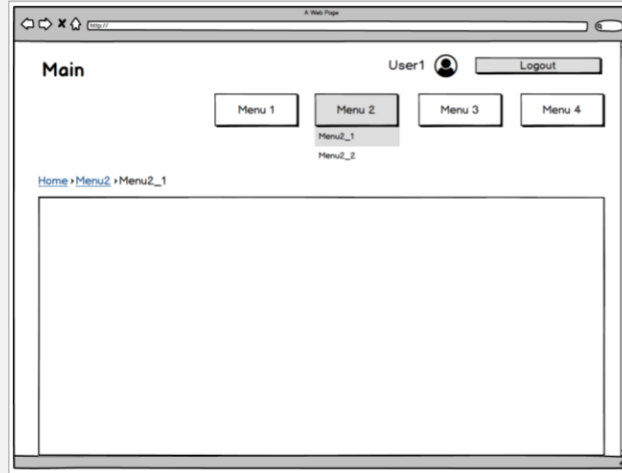 A Web Page
http://
Main
User1
Logout
Menu 1
Menu 2
Menu 3
Menu 4
Menu2_1
Menu2_2
Home › Menu2 › Menu2_1